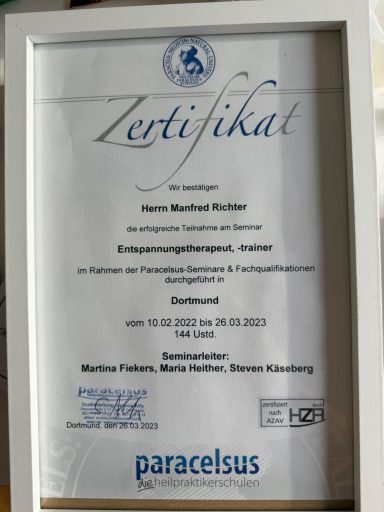 Zertifikat
Wir bestätigen
Herrn Manfred Richter
die erfolgreiche Teilnahme am Seminar
Entspannungstherapeut, -trainer
im Rahmen der Paracelsus-Seminare & Fachqualifikationen
durchgeführt in
Dortmund
vom 10.02.2022 bis 26.03.2023
144 Ustd.
Seminarleiter:
Martina Fiekers, Maria Heither, Steven Käseberg
paracelsus
Dortmund, den 26.03.2023
zertifiziert
nach
AZAV
durch
HZA
paracelsus
die heilpraktikerschulen